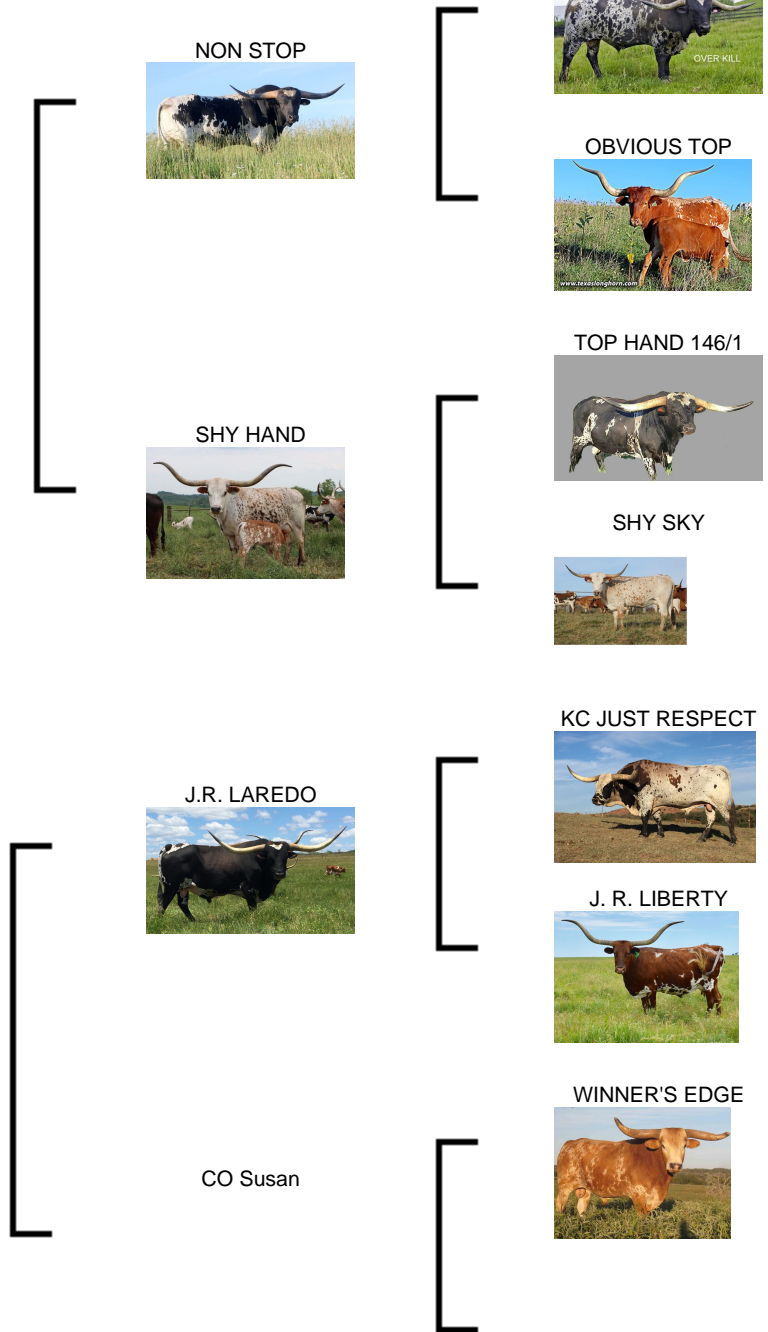 OVER KILL
NON STOP
OBVIOUS TOP
www.texaslonghorn.com
TOP HAND 146/1
SHY HAND
SHY SKY
KC JUST RESPECT
J.R. LAREDO
J. R. LIBERTY
WINNER'S EDGE
CO Susan